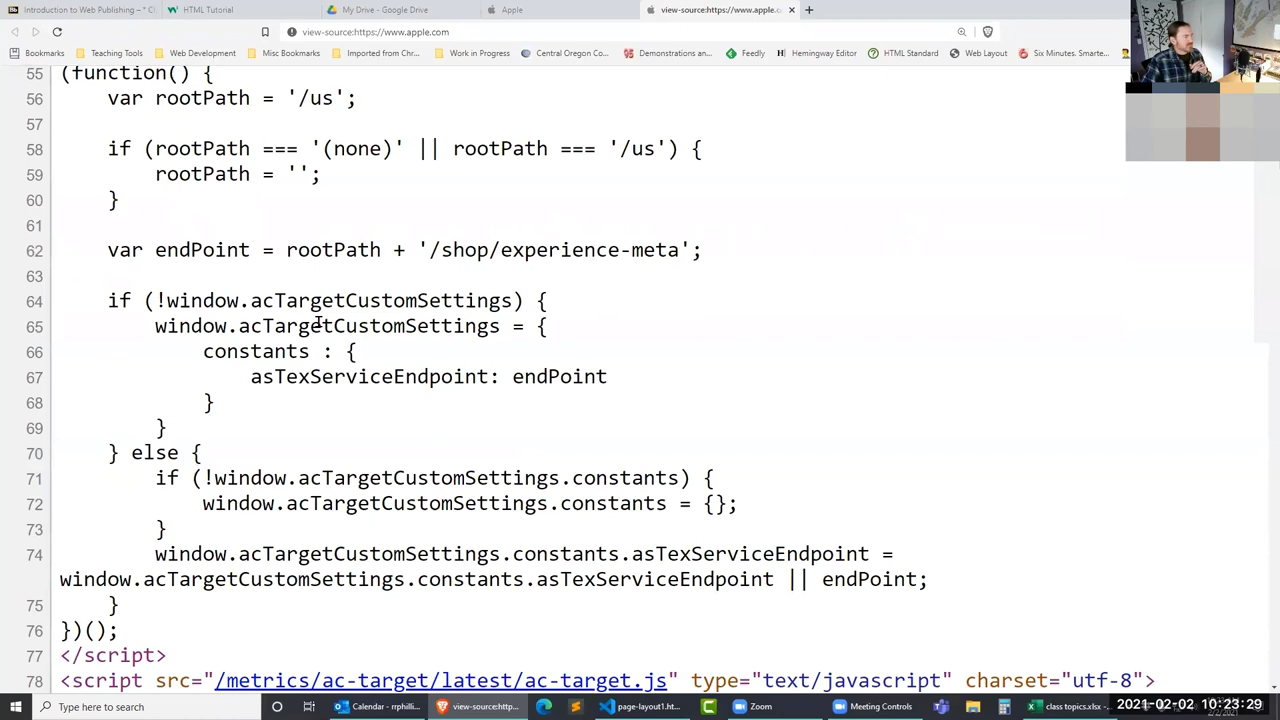 Introduction to Web Publishing – * C
HTML Tutorial
My Drive - Google Drive
Apple
view-source:https://www.apple.c
view-source:https://www.apple.com
Bookmarks
Teaching Tools
Web Development
Misc Bookmarks
Imported from Chr...
Work in Progress
Central Oregon Co...
Demonstrations an...
Feedly
Hemingway Editor
HTML Standard
Web Layout
Six Minutes. Smarte...
55 (function() {
56 var rootPath = '/us';
57
58 if (rootPath === '(none)' || rootPath === '/us') {
59 rootPath = '';
60 }
61
62 var endPoint = rootPath + '/shop/experience-meta';
63
64 if (!window.acTargetCustomSettings) {
65 window.acTargetCustomSettings = {
66 constants : {
67 asTexServiceEndpoint: endPoint
68 }
69 }
70 } else {
71 if (!window.acTargetCustomSettings.constants) {
72 window.acTargetCustomSettings.constants = {};
73 }
74 window.acTargetCustomSettings.constants.asTexServiceEndpoint =
window.acTargetCustomSettings.constants.asTexServiceEndpoint || endPoint;
75 }
76 })();
77 </script>
78 <script src="/metrics/ac-target/latest/ac-target.js" type="text/javascript" charset="utf-8">
Type here to search
Calendar - rrphilli...
view-source:http...
page-layout1.ht...
Zoom
Meeting Controls
class topics.xlsx - ...
2021-02-02 10:23:29